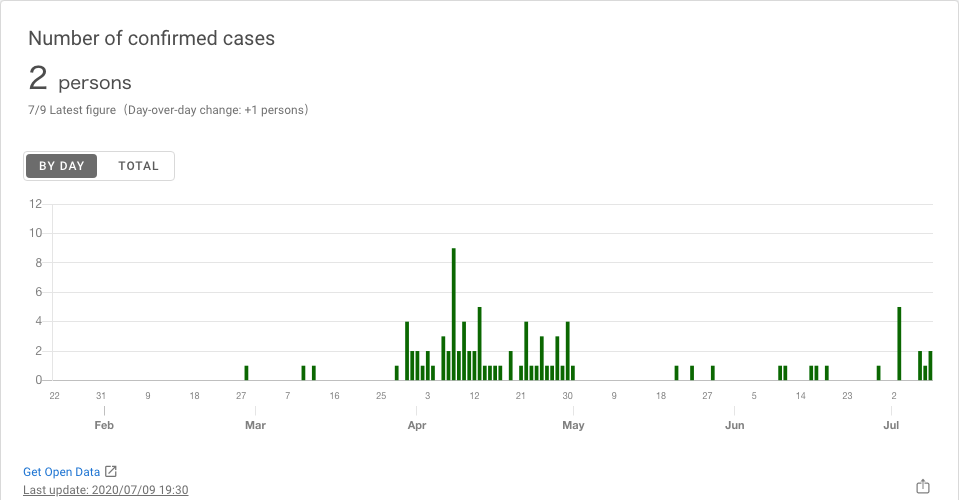 Number of confirmed cases
2 persons
7/9 Latest figure（Day-over-day change: +1 persons）
BY DAY TOTAL
12
10
8
6
4
2
0
22 31 9 18 27 7 16 25 3 12 21 30 9 18 27 5 14 23 2
Feb Mar Apr May Jun Jul
Get Open Data
Last update: 2020/07/09 19:30